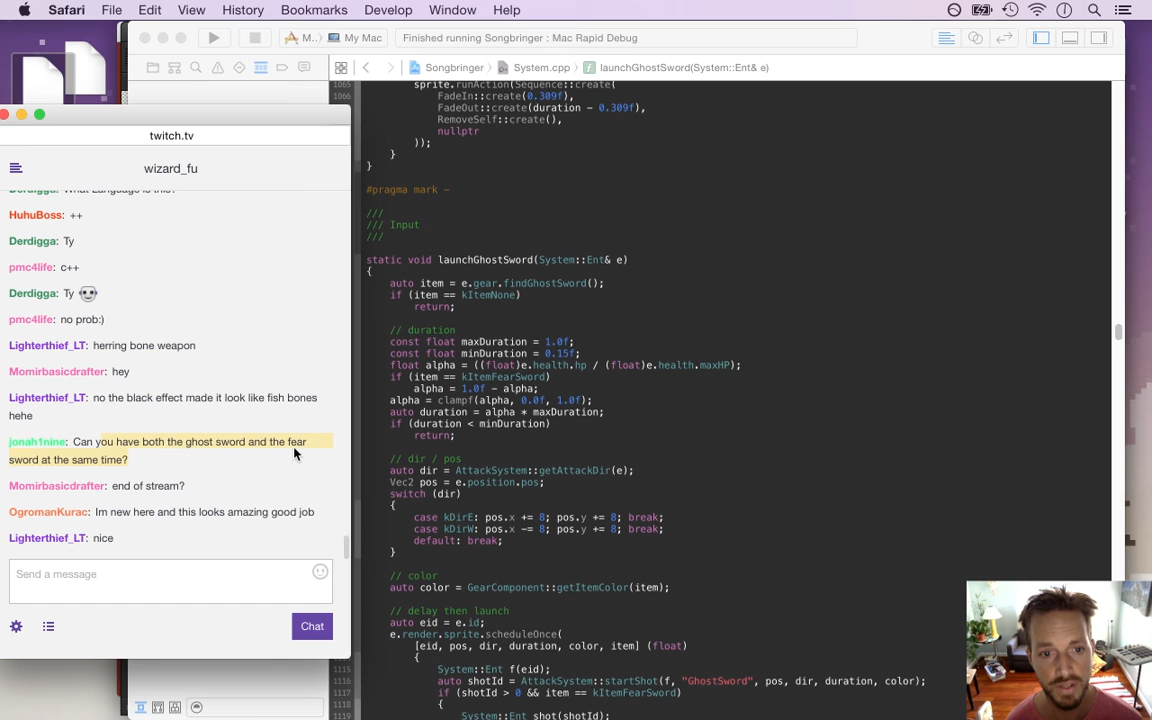 Safari File Edit View History Bookmarks Develop Window Help
M.. My Mac
Finished running Songbringer : Mac Rapid Debug
Songbringer System.cpp launchGhostSword(System::Ent& e)
twitch.tv
wizard_fu
Derdigga: What Language is this?
HuhuBoss: ++
Derdigga: Ty
pmc4life: c++
Derdigga: Ty
pmc4life: no prob:)
Lighterthief_LT: herring bone weapon
Momirbasicdrafter: hey
Lighterthief_LT: no the black effect made it look like fish bones
hehe
jonah1nine: Can you have both the ghost sword and the fear
sword at the same time?
Momirbasicdrafter: end of stream?
OgromanKurac: Im new here and this looks amazing good job
Lighterthief_LT: nice
Send a message
Chat
1065 sprite.runAction(Sequence::create(
1066 FadeIn::create(0.309f),
FadeOut::create(duration - 0.309f),
RemoveSelf::create(),
nullptr
));
}
}
#pragma mark -
///
/// Input
///
static void launchGhostSword(System::Ent& e)
{
auto item = e.gear.findGhostSword();
if (item == kItemNone)
return;
// duration
const float maxDuration = 1.0f;
const float minDuration = 0.15f;
float alpha = ((float)e.health.hp / (float)e.health.maxHP);
if (item == kItemFearSword)
alpha = 1.0f - alpha;
alpha = clampf(alpha, 0.0f, 1.0f);
auto duration = alpha * maxDuration;
if (duration < minDuration)
return;
// dir / pos
auto dir = AttackSystem::getAttackDir(e);
Vec2 pos = e.position.pos;
switch (dir)
{
case kDirE: pos.x += 8; pos.y += 8; break;
case kDirW: pos.x -= 8; pos.y += 8; break;
default: break;
}
// color
auto color = GearComponent::getItemColor(item);
// delay then launch
auto eid = e.id;
e.render.sprite.scheduleOnce(
[eid, pos, dir, duration, color, item] (float)
{
1115 System::Ent f(eid);
1116 auto shotId = AttackSystem::startShot(f, "GhostSword", pos, dir, duration, color);
1117 if (shotId > 0 && item == kItemFearSword)
1118 {
1119 System::Ent shot(shotId);